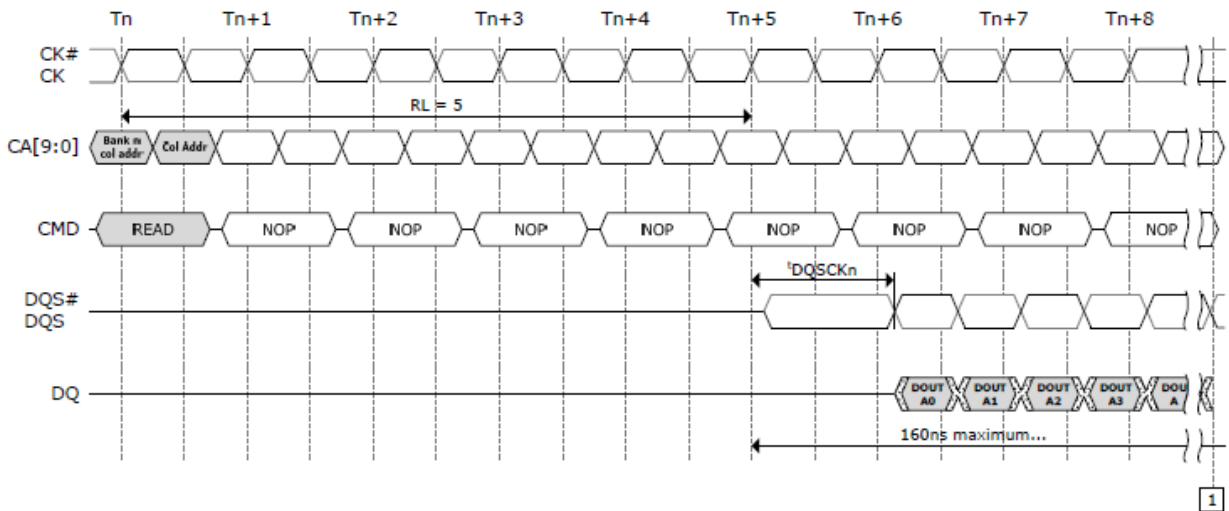 Tn Tn+1 Tn+2 Tn+3 Tn+4 Tn+5 Tn+6 Tn+7 Tn+8
CK#
CK
RL = 5
CA[9:0]
Bank n
col addr
Col Addr
CMD READ NOP NOP NOP NOP NOP NOP NOP NOP
tDQSCKn
DQS#
DQS
DQ
DOUT
A0
DOUT
A1
DOUT
A2
DOUT
A3
DOU
A
160ns maximum...
1